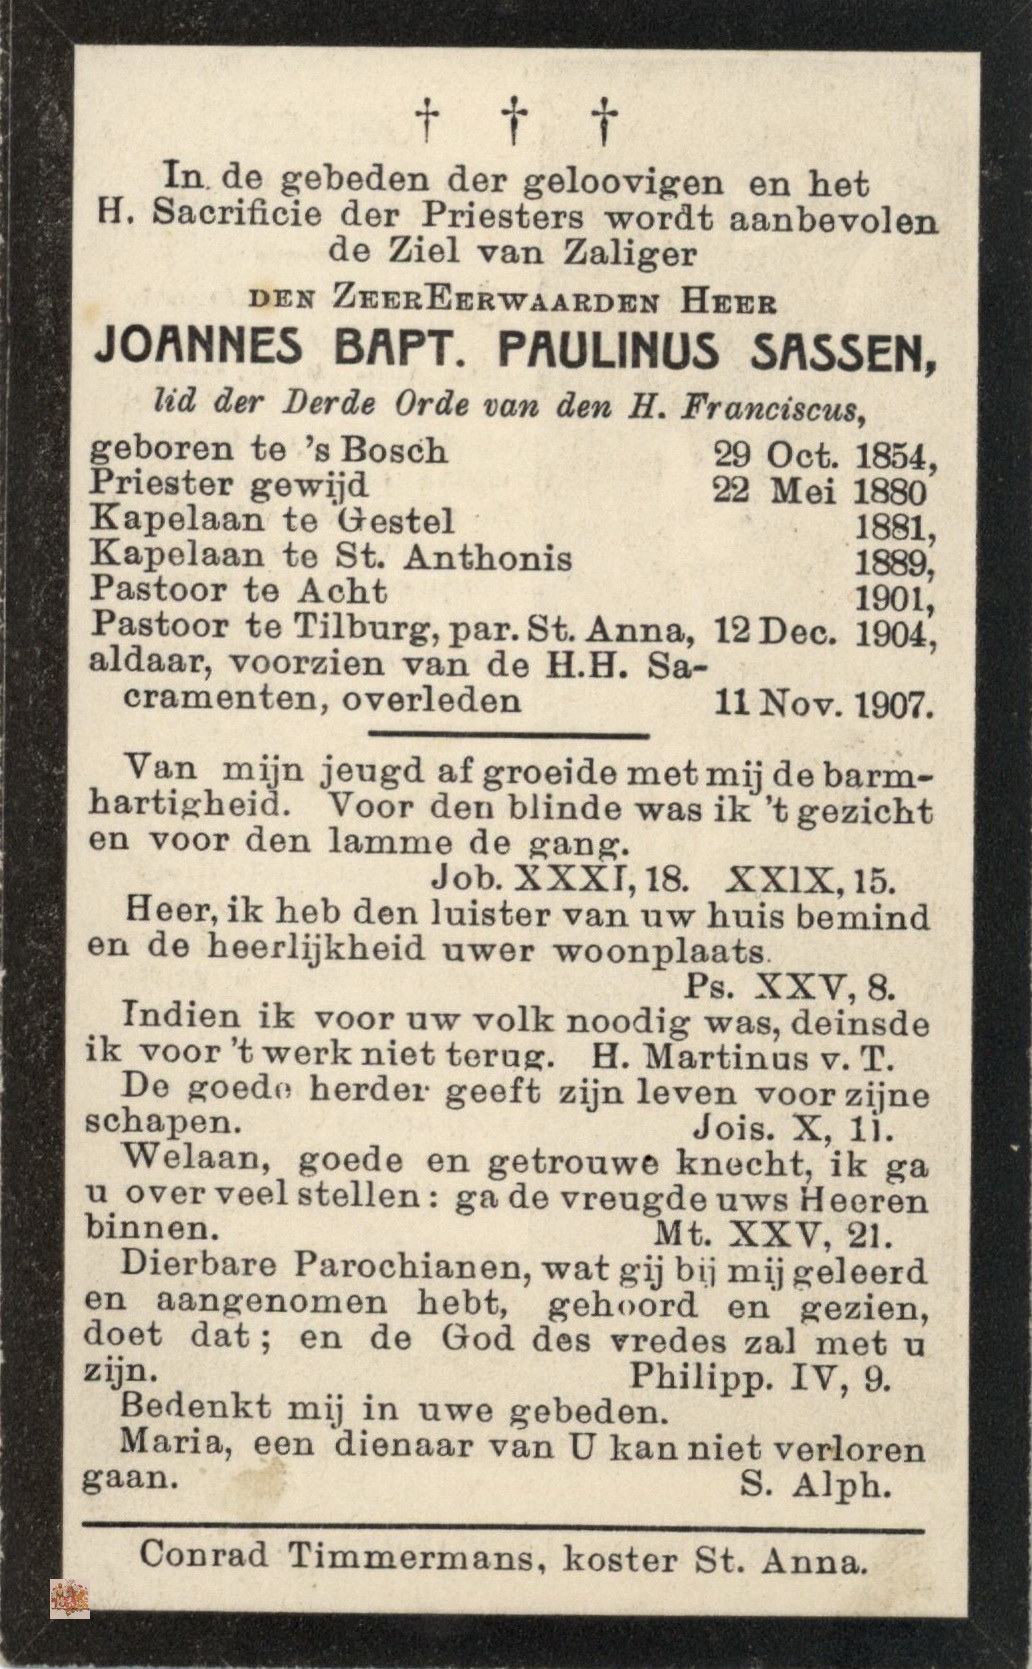 † † †
In de gebeden der geloovigen en het
H. Sacrificie der Priesters wordt aanbevolen
de Ziel van Zaliger
DEN ZEEREERWAARDEN HEER
JOANNES BAPT. PAULINUS SASSEN,
lid der Derde Orde van den H. Franciscus,
geboren te 's Bosch 29 Oct. 1854,
Priester gewijd 22 Mei 1880
Kapelaan te Gestel 1881,
Kapelaan te St. Anthonis 1889,
Pastoor te Acht 1901,
Pastoor te Tilburg, par. St. Anna, 12 Dec. 1904,
aldaar, voorzien van de H.H. Sa-
cramenten, overleden 11 Nov. 1907.
Van mijn jeugd af groeide met mij de barm-
hartigheid. Voor den blinde was ik 't gezicht
en voor den lamme de gang.
Job. XXXI, 18. XXIX, 15.
Heer, ik heb den luister van uw huis bemind
en de heerlijkheid uwer woonplaats.
Ps. XXV, 8.
Indien ik voor uw volk noodig was, deinsde
ik voor 't werk niet terug. H. Martinus v. T.
De goede herder geeft zijn leven voor zijne
schapen. Jois. X, 11.
Welaan, goede en getrouwe knecht, ik ga
u over veel stellen: ga de vreugde uws Heeren
binnen. Mt. XXV, 21.
Dierbare Parochianen, wat gij bij mij geleerd
en aangenomen hebt, gehoord en gezien,
doet dat; en de God des vredes zal met u
zijn. Philipp. IV, 9.
Bedenkt mij in uwe gebeden.
Maria, een dienaar van U kan niet verloren
gaan. S. Alph.
Conrad Timmermans, koster St. Anna.